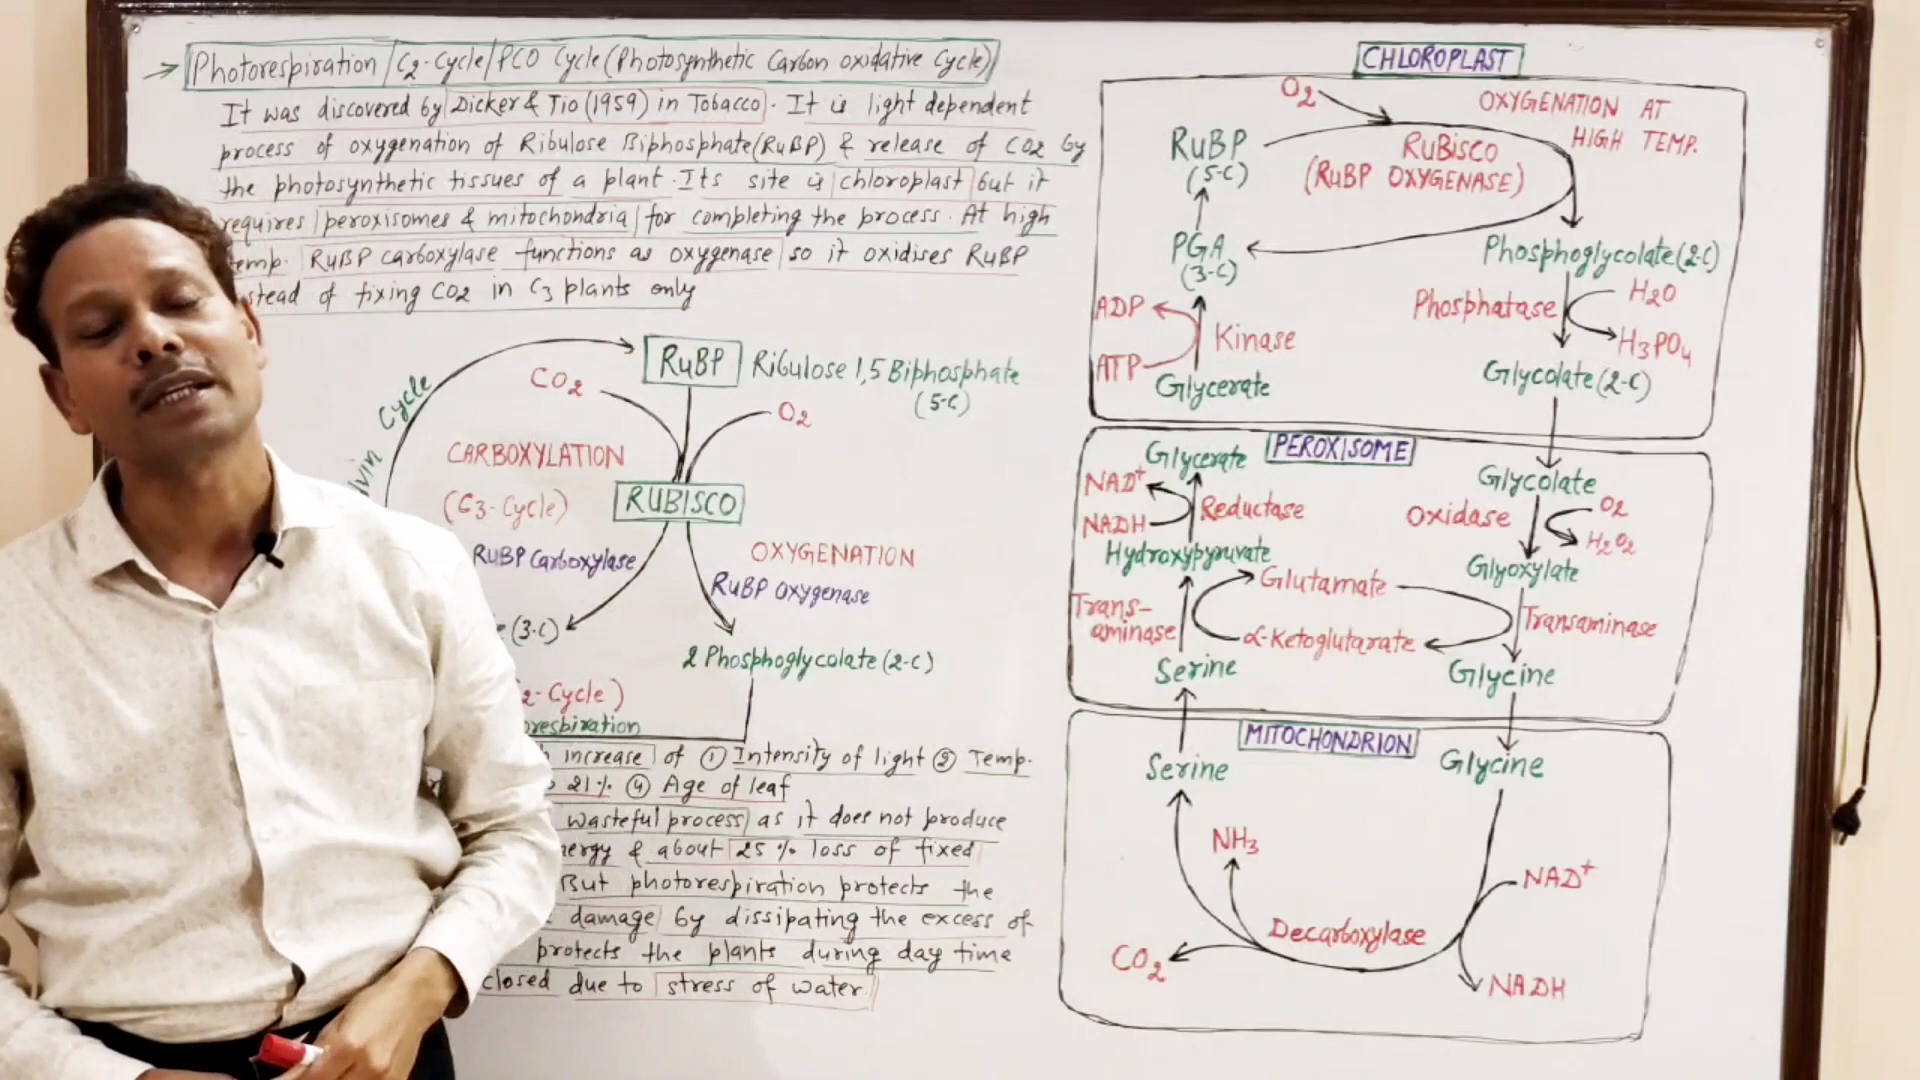 → Photorespiration/C2-Cycle/PCO Cycle (Photosynthetic Carbon oxidative Cycle)
It was discovered by Dicker & Tio (1959) in Tobacco. It is light dependent
process of oxygenation of Ribulose Biphosphate (RuBP) & release of CO2 by
the photosynthetic tissues of a plant. Its site is chloroplast but it
requires peroxisomes & mitochondria for completing the process. At high
temp. RuBP carboxylase functions as oxygenase so it oxidises RuBP
stead of fixing CO2 in C3 plants only
vin Cycle
RuBP Ribulose 1,5 Biphosphate
(5-C)
CO2
O2
CARBOXYLATION
(C3-Cycle)
RUBISCO
RuBP Carboxylase
OXYGENATION
RuBP Oxygenase
(3-C)
2 Phosphoglycolate (2-C)
2-Cycle)
orespiration
increase of ① Intensity of light ② Temp.
21% ④ Age of leaf
wasteful process as it does not produce
ergy & about 25% loss of fixed
But photorespiration protects the
damage by dissipating the excess of
protects the plants during day time
closed due to stress of water.
CHLOROPLAST
O2
OXYGENATION AT
HIGH TEMP.
RuBP
(5-C)
RuBisCO
(RuBP OXYGENASE)
PGA
(3-C)
Phosphoglycolate (2-C)
ADP
ATP
Kinase
Phosphatase
H2O
H3PO4
Glycerate
Glycolate (2-C)
PEROXISOME
Glycerate
Glycolate
NAD+
NADH
Reductase
Oxidase
O2
H2O2
Hydroxypyruvate
Glyoxylate
Glutamate
Trans-
aminase
α-Ketoglutarate
Transaminase
Serine
Glycine
MITOCHONDRION
Serine
Glycine
NH3
NAD+
Decarboxylase
CO2
NADH